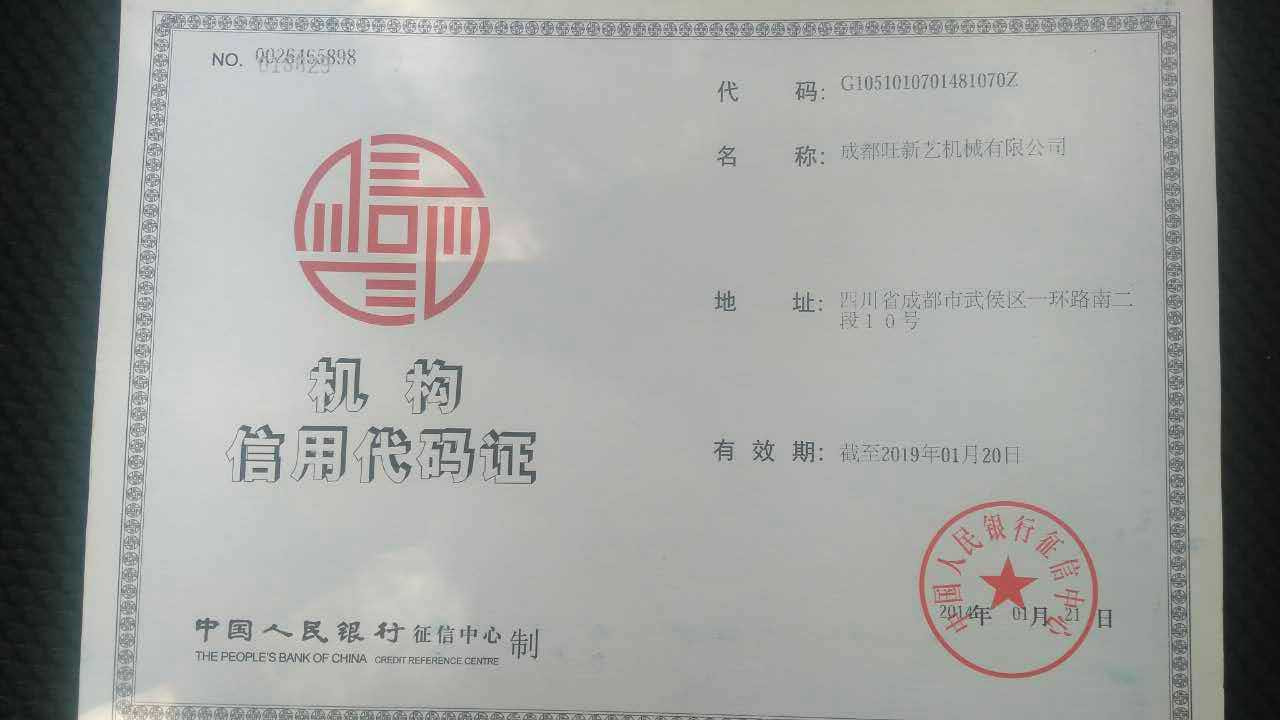 NO. 0026455898
代 码：G1051010701481070Z
名 称：成都旺新艺机械有限公司
地 址：四川省成都市武侯区一环路南二
段１０号
有 效 期：截至2019年01月20日
机 构
信用代码证
中国人民银行征信中心
2014年 01月 21日
中国人民银行征信中心 制
THE PEOPLE'S BANK OF CHINA CREDIT REFERENCE CENTRE